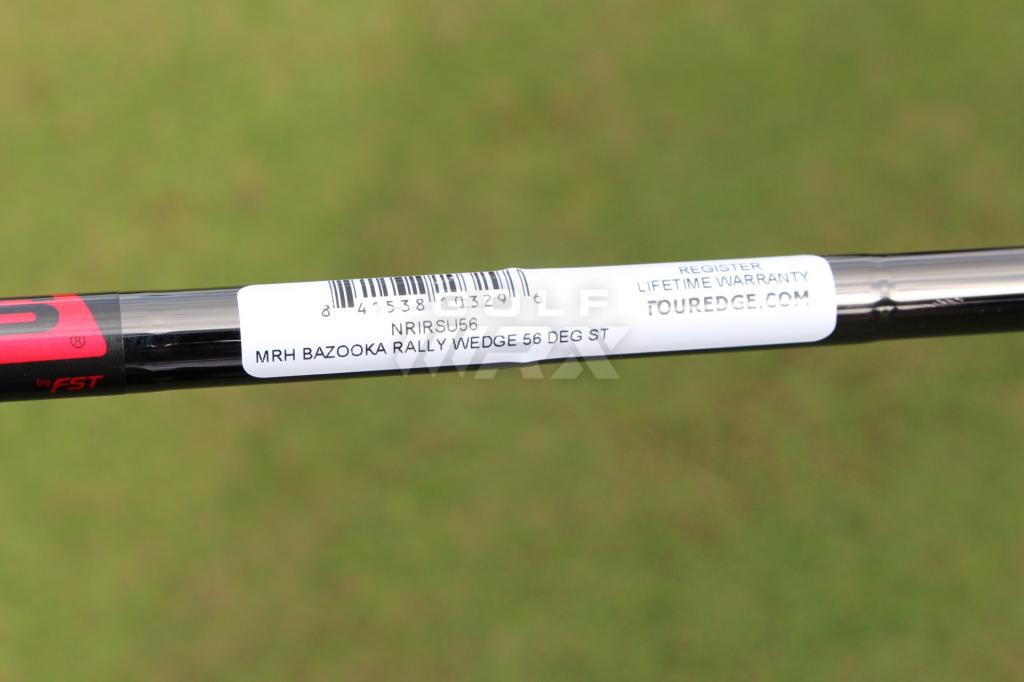 8 41538 10329 6
NRIRSU56
MRH BAZOOKA RALLY WEDGE 56 DEG ST
REGISTER
LIFETIME WARRANTY
TOUREDGE.COM
®
by FST
GOLF
WAX